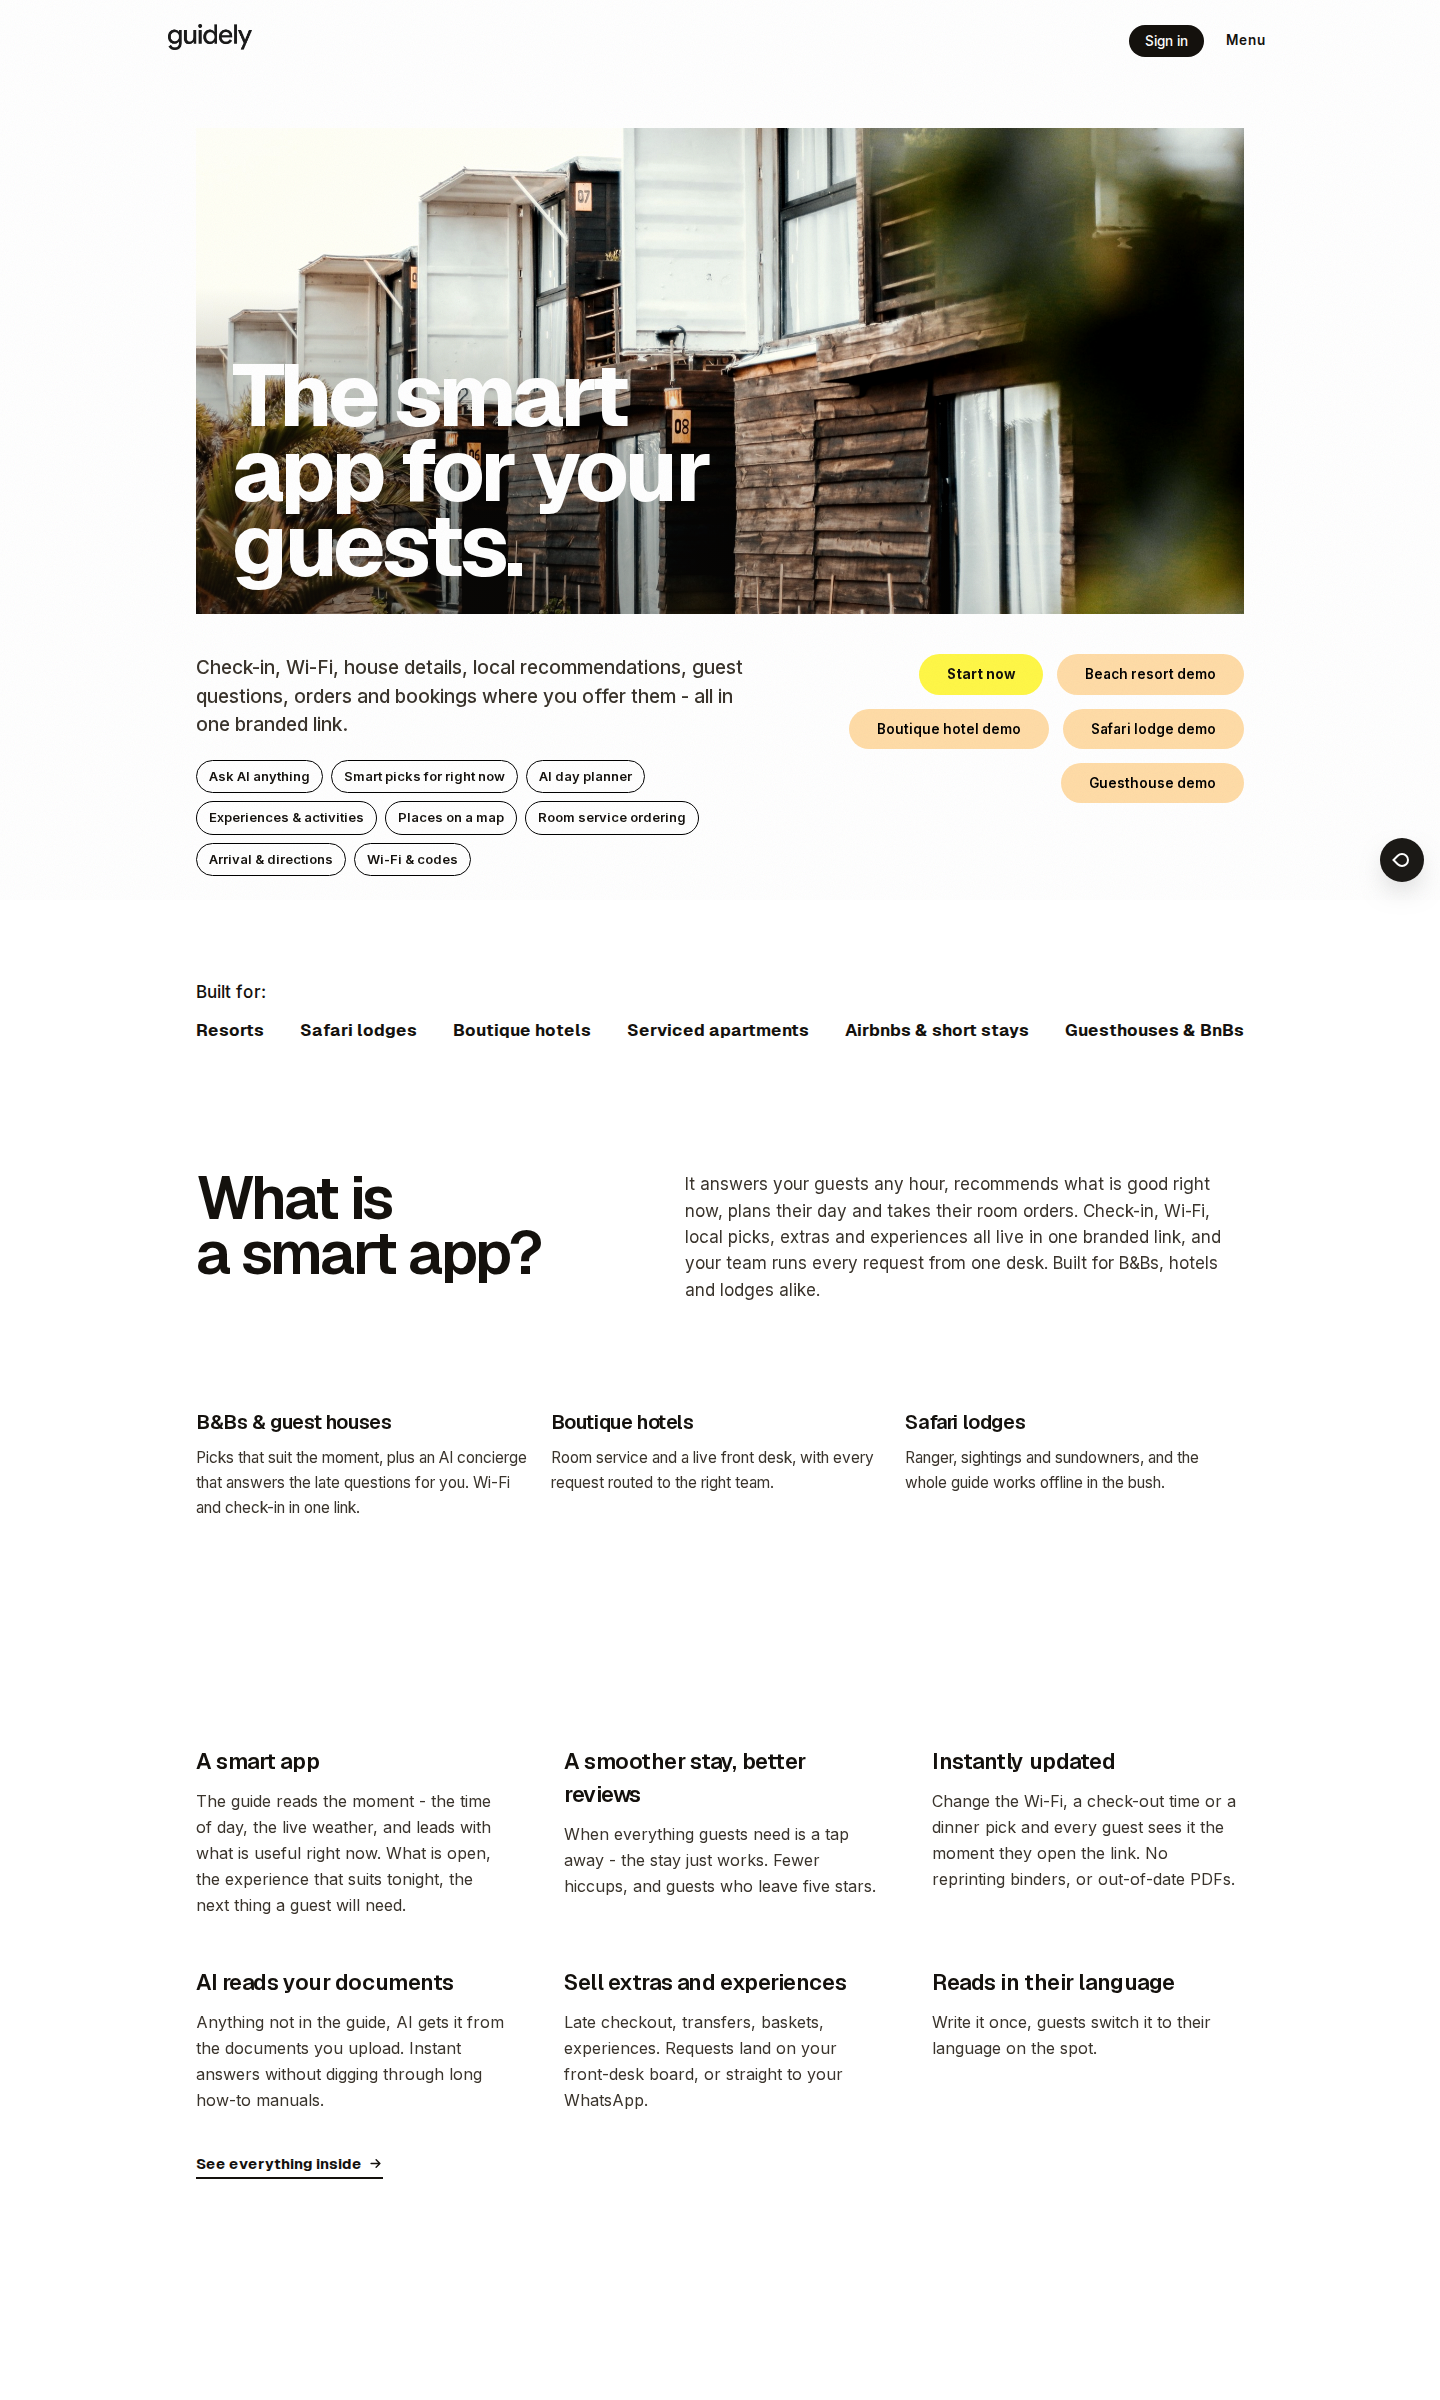 guidely
Sign in
Menu
07
08
06
The smart
app for your
guests.
Check-in, Wi-Fi, house details, local recommendations, guest
questions, orders and bookings where you offer them - all in
one branded link.
Start now
Beach resort demo
Boutique hotel demo
Safari lodge demo
Guesthouse demo
Ask AI anything
Smart picks for right now
AI day planner
Experiences & activities
Places on a map
Room service ordering
Arrival & directions
Wi-Fi & codes
Built for:
Resorts
Safari lodges
Boutique hotels
Serviced apartments
Airbnbs & short stays
Guesthouses & BnBs
What is
a smart app?
It answers your guests any hour, recommends what is good right
now, plans their day and takes their room orders. Check-in, Wi-Fi,
local picks, extras and experiences all live in one branded link, and
your team runs every request from one desk. Built for B&Bs, hotels
and lodges alike.
B&Bs & guest houses
Picks that suit the moment, plus an AI concierge
that answers the late questions for you. Wi-Fi
and check-in in one link.
Boutique hotels
Room service and a live front desk, with every
request routed to the right team.
Safari lodges
Ranger, sightings and sundowners, and the
whole guide works offline in the bush.
A smart app
The guide reads the moment - the time
of day, the live weather, and leads with
what is useful right now. What is open,
the experience that suits tonight, the
next thing a guest will need.
A smoother stay, better
reviews
When everything guests need is a tap
away - the stay just works. Fewer
hiccups, and guests who leave five stars.
Instantly updated
Change the Wi-Fi, a check-out time or a
dinner pick and every guest sees it the
moment they open the link. No
reprinting binders, or out-of-date PDFs.
AI reads your documents
Anything not in the guide, AI gets it from
the documents you upload. Instant
answers without digging through long
how-to manuals.
Sell extras and experiences
Late checkout, transfers, baskets,
experiences. Requests land on your
front-desk board, or straight to your
WhatsApp.
Reads in their language
Write it once, guests switch it to their
language on the spot.
See everything inside →